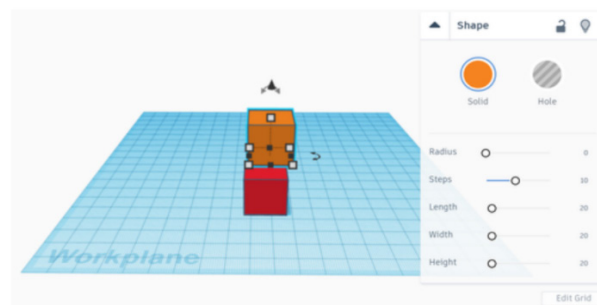 Shape
Solid
Hole
Radius 0
Steps 10
Length 20
Width 20
Height 20
Workplane
Edit Grid